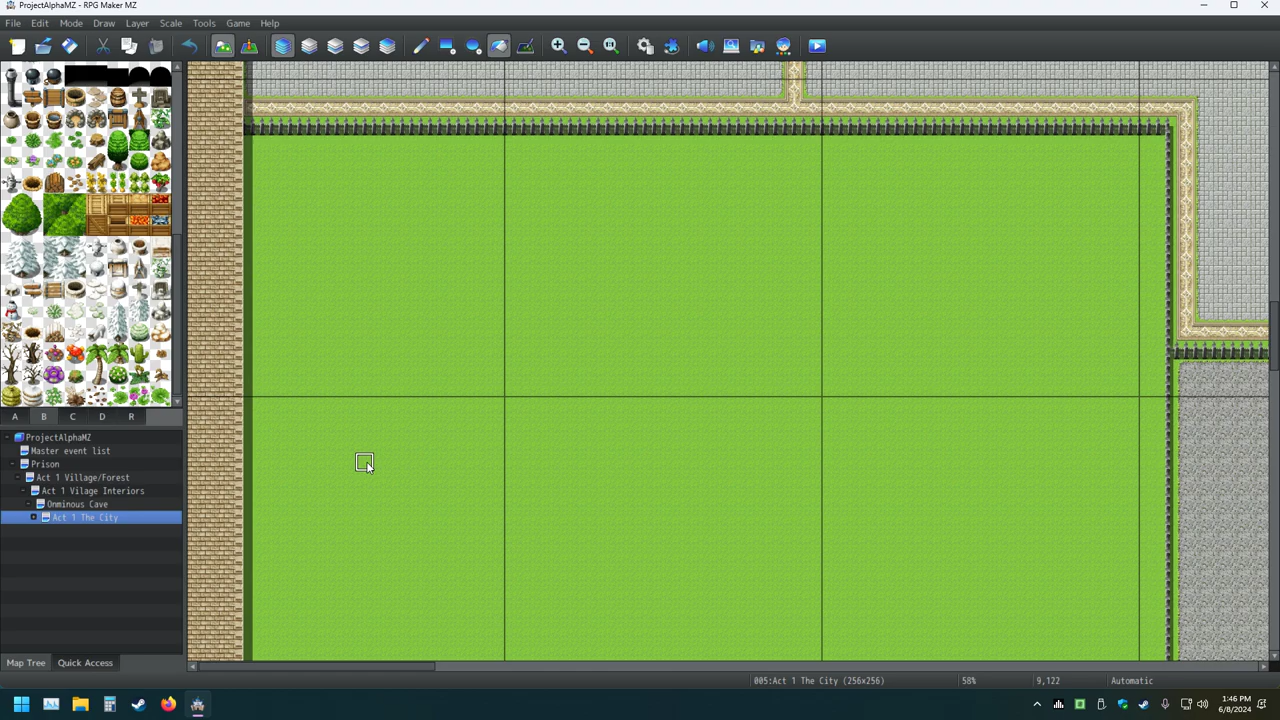 ProjectAlphaMZ - RPG Maker MZ
File Edit Mode Draw Layer Scale Tools Game Help
A B C D R
ProjectAlphaMZ
Master event list
Prison
Act 1 Village/Forest
Act 1 Vilage Interiors
Onminous Cave
Act 1 The City
Map Tree Quick Access
005:Act 1 The City (256x256) 58% 9,122 Automatic
1:46 PM
6/8/2024